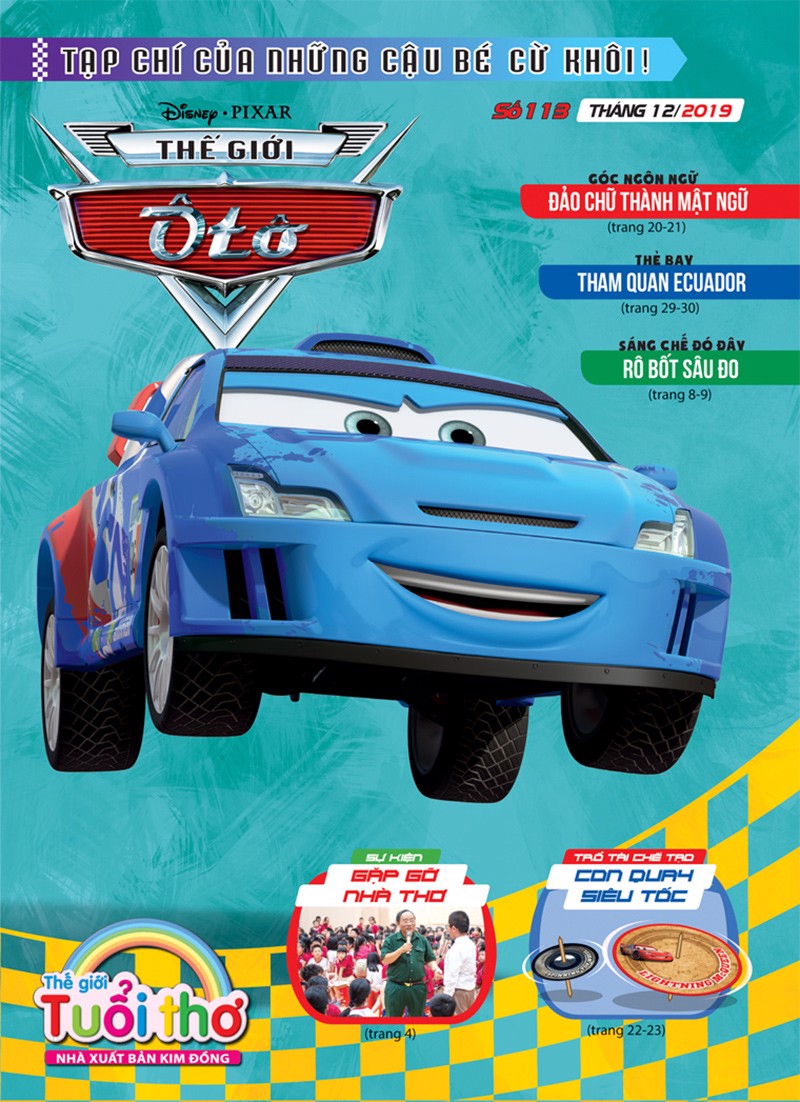 TẠP CHÍ CỦA NHỮNG CẬU BÉ CỪ KHÔI!
Disney · PIXAR
THẾ GIỚI
Ôtô
Số 113 THÁNG 12/2019
GÓC NGÔN NGỮ
ĐẢO CHỮ THÀNH MẬT NGỮ
(trang 20-21)
THẺ BAY
THAM QUAN ECUADOR
(trang 29-30)
SÁNG CHẾ ĐÓ ĐÂY
RÔ BỐT SÂU ĐO
(trang 8-9)
SỰ KIỆN
GẶP GỠ
NHÀ THƠ
(trang 4)
TRỔ TÀI CHẾ TẠO
CON QUAY
SIÊU TỐC
LIGHTNING McQUEEN
(trang 22-23)
Thế giới
Tuổi thơ
NHÀ XUẤT BẢN KIM ĐỒNG